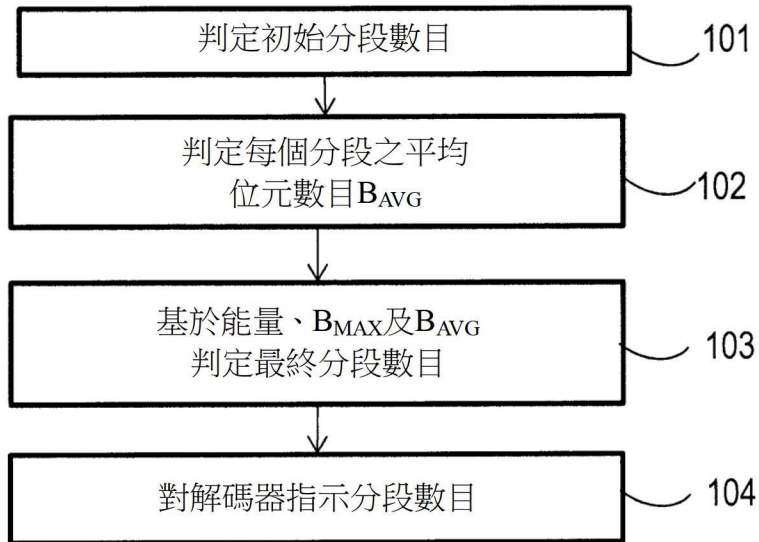 判定初始分段數目
101
判定每個分段之平均
位元數目BAVG
102
基於能量、BMAX及BAVG
判定最終分段數目
103
對解碼器指示分段數目
104